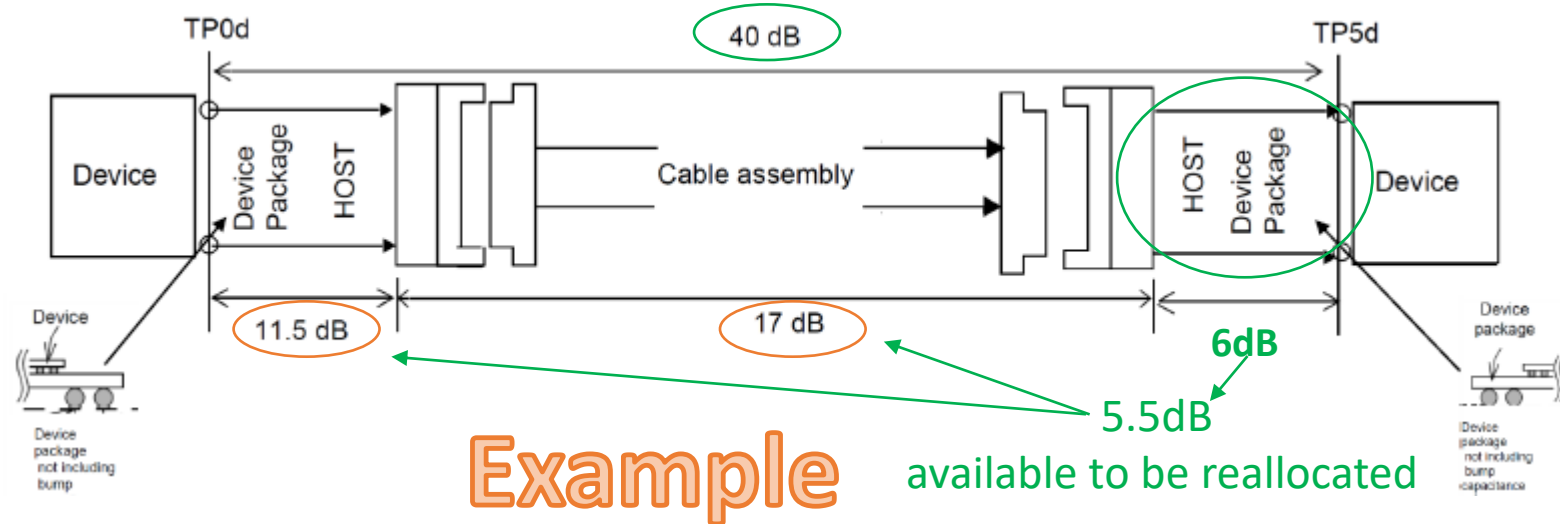 TP0d
40 dB
TP5d
Device
Device
Package
HOST
Cable assembly
HOST
Device
Package
Device
11.5 dB
17 dB
6dB
Device
Device
package
5.5dB
available to be reallocated
Example
Device
package
not including
bump
Device
package
not including
bump
capacitance